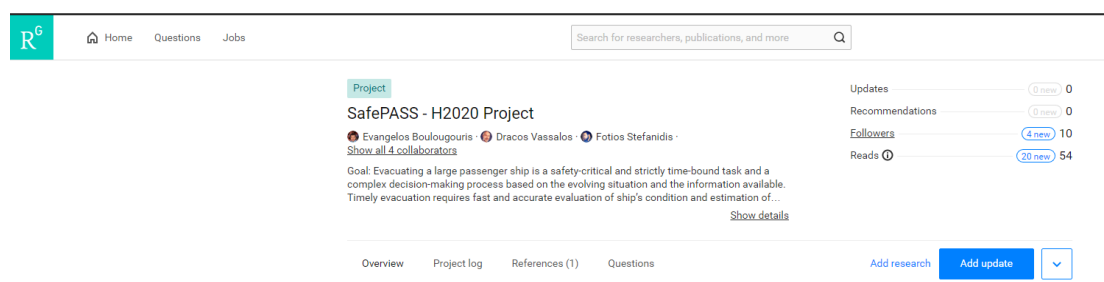 RG
Home Questions Jobs
Search for researchers, publications, and more
Project
SafePASS - H2020 Project
Evangelos Boulougouris · Dracos Vassalos · Fotios Stefanidis ·
Show all 4 collaborators
Goal: Evacuating a large passenger ship is a safety-critical and strictly time-bound task and a
complex decision-making process based on the evolving situation and the information available.
Timely evacuation requires fast and accurate evaluation of ship's condition and estimation of…
Show details
Updates 0 new 0
Recommendations 0 new 0
Followers 4 new 10
Reads 20 new 54
Overview Project log References (1) Questions
Add research Add update